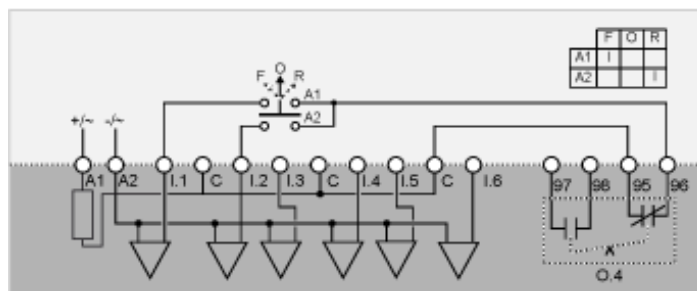 F O R
A1 I
A2 I
O
F R
A1
A2
+/~ -/~
A1 A2 I.1 C I.2 I.3 C I.4 I.5 C I.6 97 98 95 96
O.4